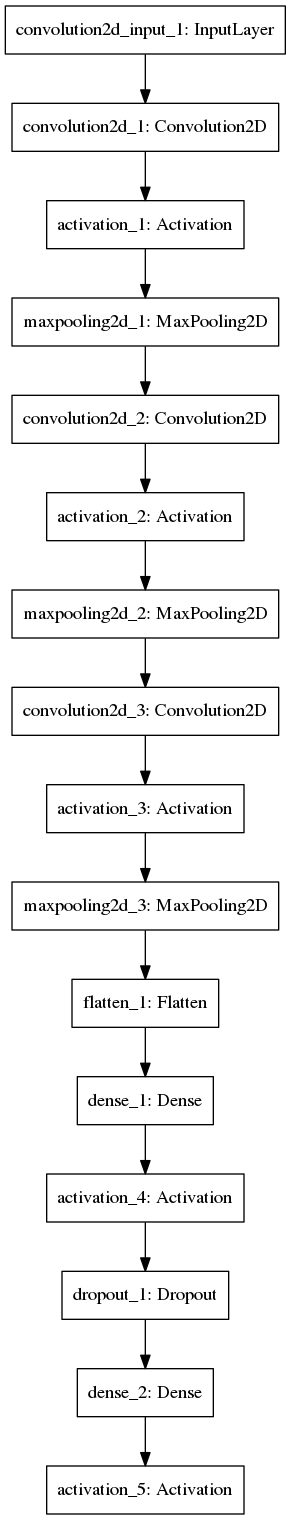 convolution2d_input_1: InputLayer
convolution2d_1: Convolution2D
activation_1: Activation
maxpooling2d_1: MaxPooling2D
convolution2d_2: Convolution2D
activation_2: Activation
maxpooling2d_2: MaxPooling2D
convolution2d_3: Convolution2D
activation_3: Activation
maxpooling2d_3: MaxPooling2D
flatten_1: Flatten
dense_1: Dense
activation_4: Activation
dropout_1: Dropout
dense_2: Dense
activation_5: Activation